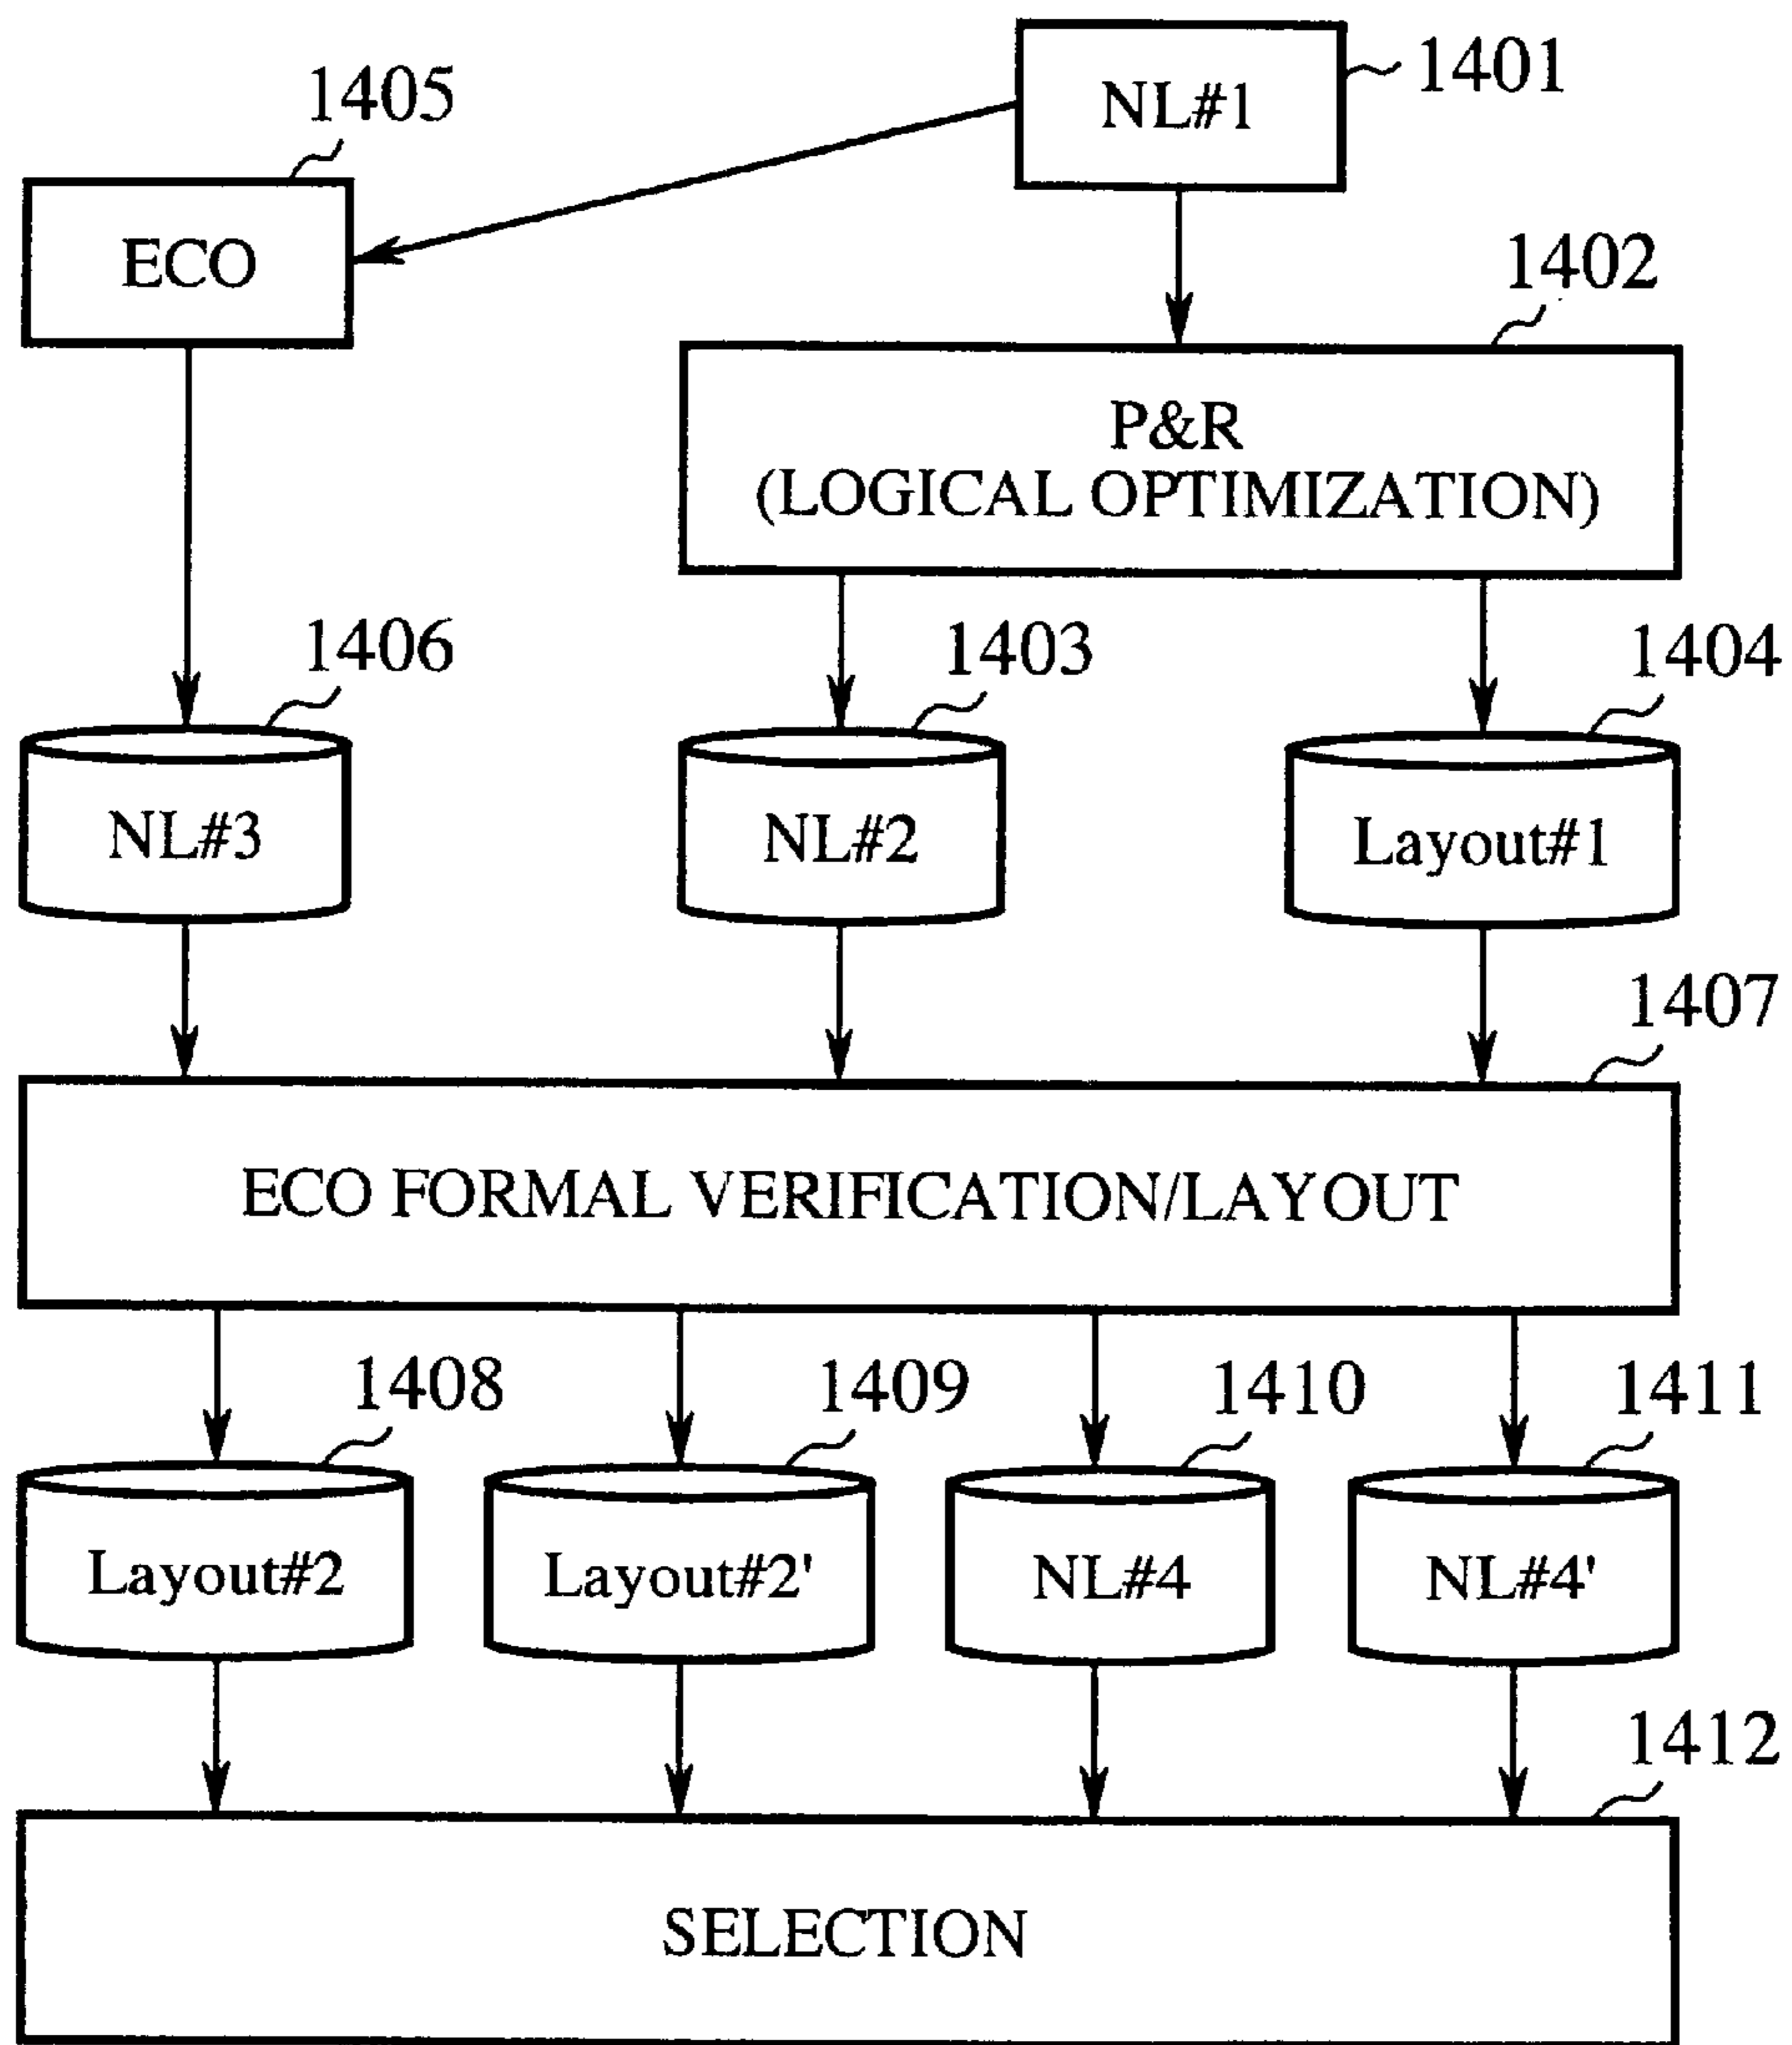 1401
NL#1
1405
ECO
1402
P&R
(LOGICAL OPTIMIZATION)
1406
1403
1404
NL#3
NL#2
Layout#1
1407
ECO FORMAL VERIFICATION/LAYOUT
1408
1409
1410
1411
Layout#2
Layout#2'
NL#4
NL#4'
1412
SELECTION